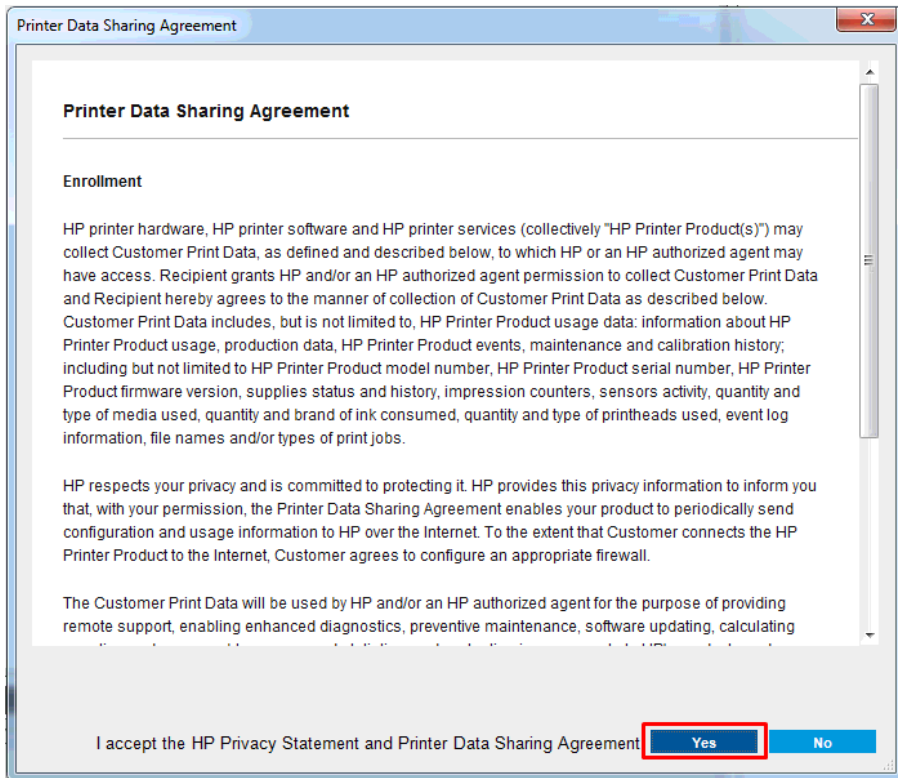 Printer Data Sharing Agreement
Printer Data Sharing Agreement
Enrollment
HP printer hardware, HP printer software and HP printer services (collectively "HP Printer Product(s)") may
collect Customer Print Data, as defined and described below, to which HP or an HP authorized agent may
have access. Recipient grants HP and/or an HP authorized agent permission to collect Customer Print Data
and Recipient hereby agrees to the manner of collection of Customer Print Data as described below.
Customer Print Data includes, but is not limited to, HP Printer Product usage data: information about HP
Printer Product usage, production data, HP Printer Product events, maintenance and calibration history;
including but not limited to HP Printer Product model number, HP Printer Product serial number, HP Printer
Product firmware version, supplies status and history, impression counters, sensors activity, quantity and
type of media used, quantity and brand of ink consumed, quantity and type of printheads used, event log
information, file names and/or types of print jobs.
HP respects your privacy and is committed to protecting it. HP provides this privacy information to inform you
that, with your permission, the Printer Data Sharing Agreement enables your product to periodically send
configuration and usage information to HP over the Internet. To the extent that Customer connects the HP
Printer Product to the Internet, Customer agrees to configure an appropriate firewall.
The Customer Print Data will be used by HP and/or an HP authorized agent for the purpose of providing
remote support, enabling enhanced diagnostics, preventive maintenance, software updating, calculating
I accept the HP Privacy Statement and Printer Data Sharing Agreement Yes No